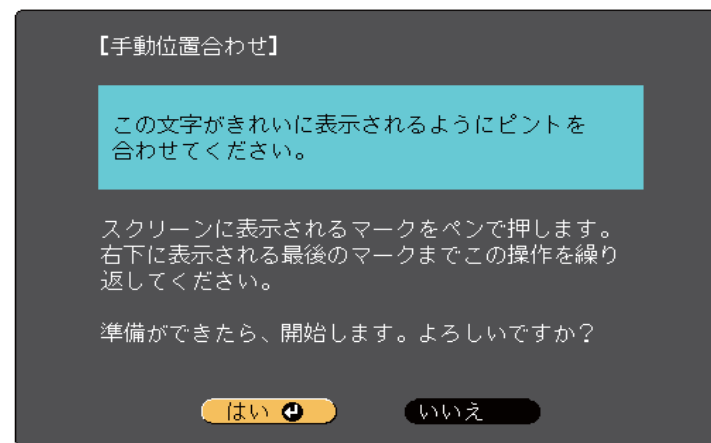 【手動位置合わせ】
この文字がきれいに表示されるようにピントを
合わせてください。
スクリーンに表示されるマークをペンで押します。
右下に表示される最後のマークまでこの操作を繰り
返してください。
準備ができたら、開始します。よろしいですか？
はい いいえ